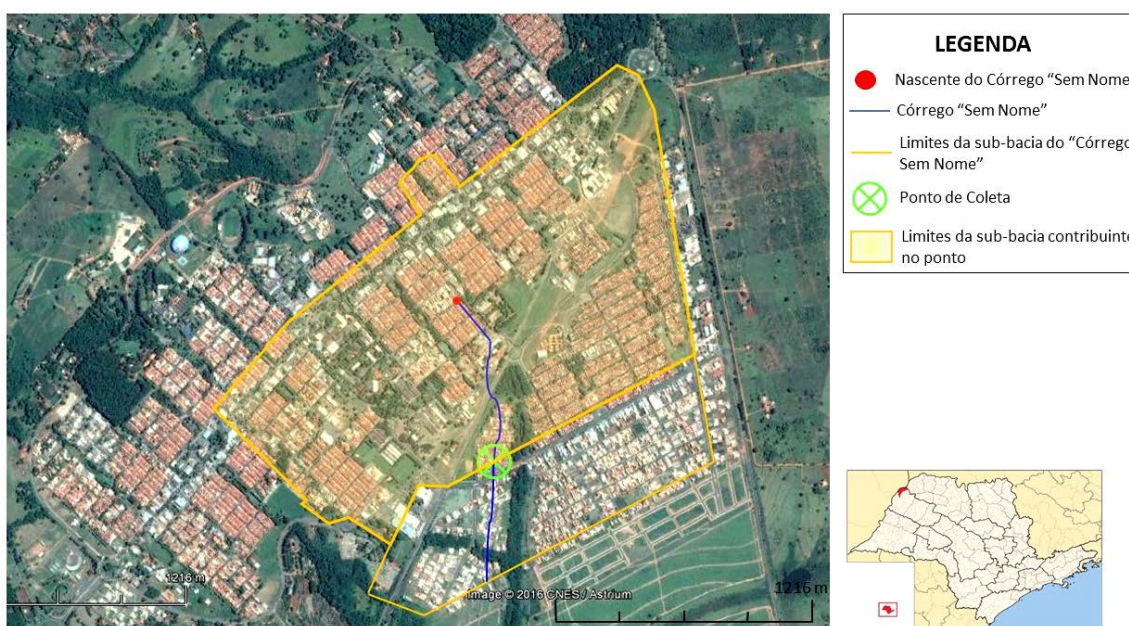 LEGENDA
Nascente do Córrego “Sem Nome
Córrego “Sem Nome”
Limites da sub-bacia do “Córrego
Sem Nome”
Ponto de Coleta
Limites da sub-bacia contribuinte
no ponto
1216 m
1216 m
Image © 2016 CNES / Astrium